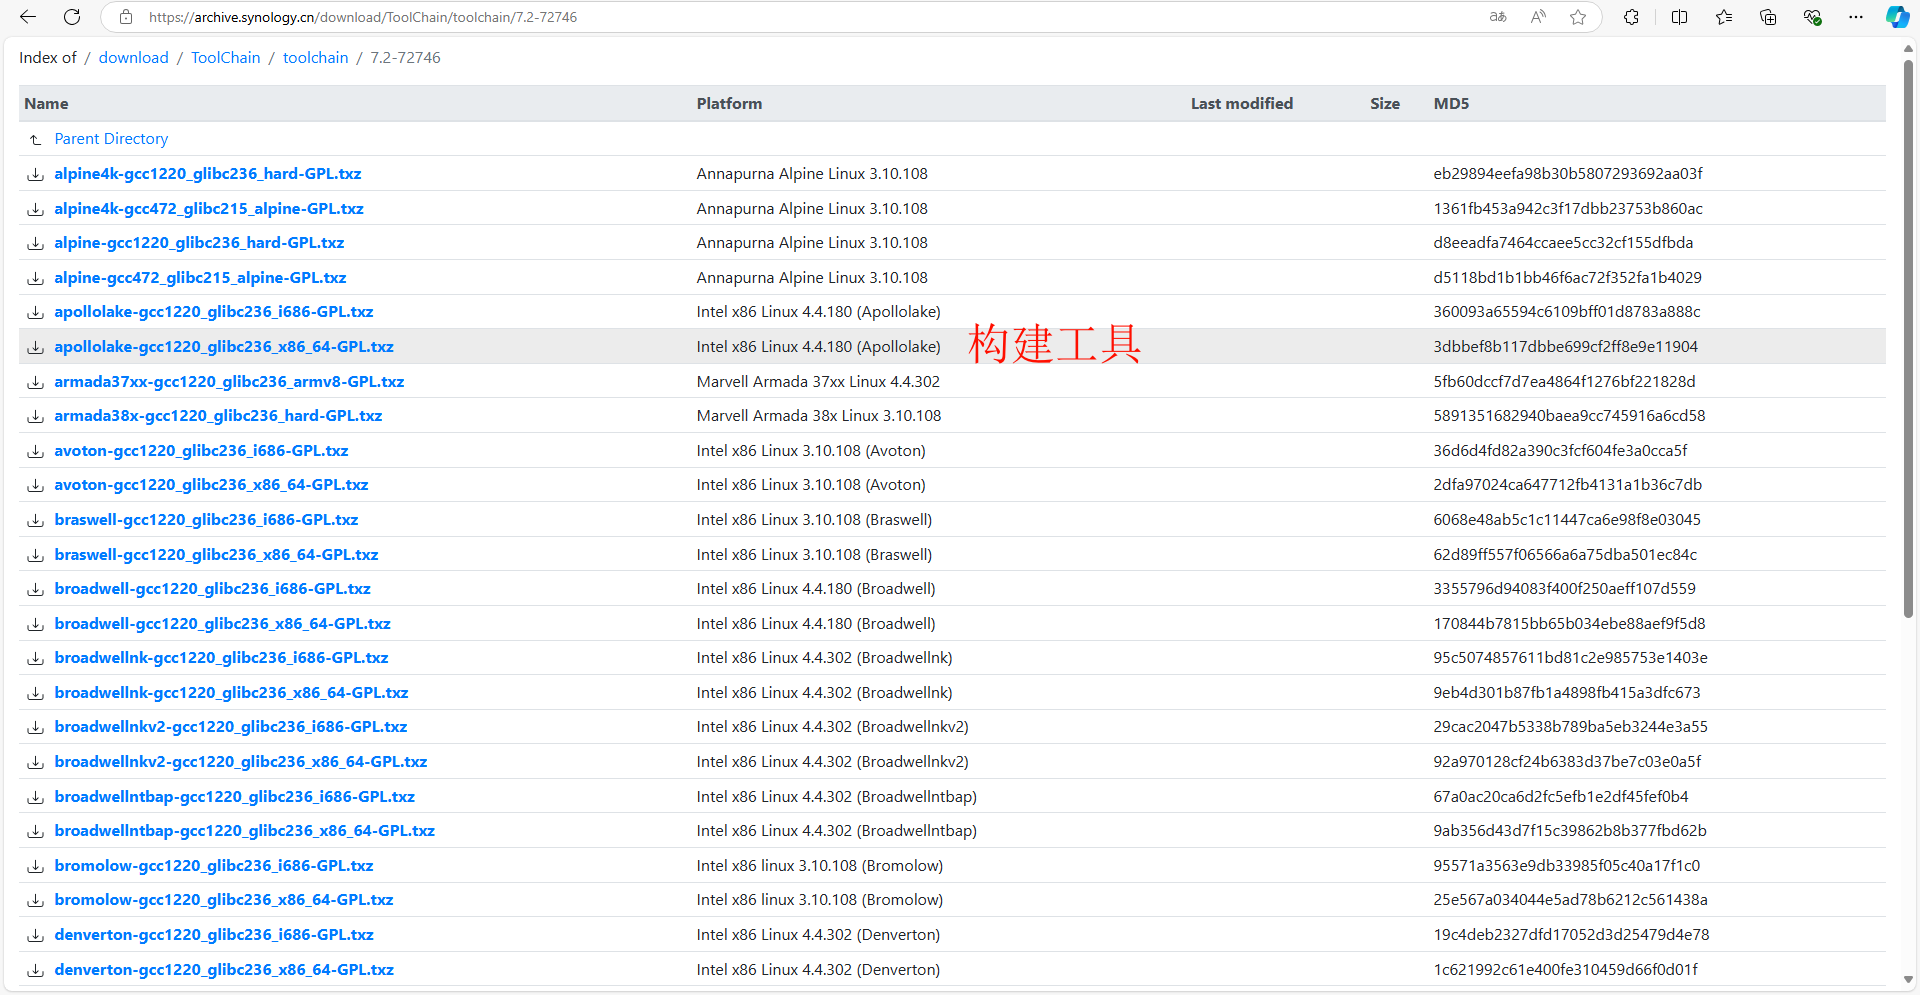 https://archive.synology.cn/download/ToolChain/toolchain/7.2-72746
Index of / download / ToolChain / toolchain / 7.2-72746
Name Platform Last modified Size MD5
Parent Directory
alpine4k-gcc1220_glibc236_hard-GPL.txz Annapurna Alpine Linux 3.10.108 eb29894eefa98b30b5807293692aa03f
alpine4k-gcc472_glibc215_alpine-GPL.txz Annapurna Alpine Linux 3.10.108 1361fb453a942c3f17dbb23753b860ac
alpine-gcc1220_glibc236_hard-GPL.txz Annapurna Alpine Linux 3.10.108 d8eeadfa7464ccaee5cc32cf155dfbda
alpine-gcc472_glibc215_alpine-GPL.txz Annapurna Alpine Linux 3.10.108 d5118bd1b1bb46f6ac72f352fa1b4029
apollolake-gcc1220_glibc236_i686-GPL.txz Intel x86 Linux 4.4.180 (Apollolake) 360093a65594c6109bff01d8783a888c
apollolake-gcc1220_glibc236_x86_64-GPL.txz Intel x86 Linux 4.4.180 (Apollolake) 构建工具 3dbbef8b117dbbe699cf2ff8e9e11904
armada37xx-gcc1220_glibc236_armv8-GPL.txz Marvell Armada 37xx Linux 4.4.302 5fb60dccf7d7ea4864f1276bf221828d
armada38x-gcc1220_glibc236_hard-GPL.txz Marvell Armada 38x Linux 3.10.108 5891351682940baea9cc745916a6cd58
avoton-gcc1220_glibc236_i686-GPL.txz Intel x86 Linux 3.10.108 (Avoton) 36d6d4fd82a390c3fcf604fe3a0cca5f
avoton-gcc1220_glibc236_x86_64-GPL.txz Intel x86 Linux 3.10.108 (Avoton) 2dfa97024ca647712fb4131a1b36c7db
braswell-gcc1220_glibc236_i686-GPL.txz Intel x86 Linux 3.10.108 (Braswell) 6068e48ab5c1c11447ca6e98f8e03045
braswell-gcc1220_glibc236_x86_64-GPL.txz Intel x86 Linux 3.10.108 (Braswell) 62d89ff557f06566a6a75dba501ec84c
broadwell-gcc1220_glibc236_i686-GPL.txz Intel x86 Linux 4.4.180 (Broadwell) 3355796d94083f400f250aeff107d559
broadwell-gcc1220_glibc236_x86_64-GPL.txz Intel x86 Linux 4.4.180 (Broadwell) 170844b7815bb65b034ebe88aef9f5d8
broadwellnk-gcc1220_glibc236_i686-GPL.txz Intel x86 Linux 4.4.302 (Broadwellnk) 95c5074857611bd81c2e985753e1403e
broadwellnk-gcc1220_glibc236_x86_64-GPL.txz Intel x86 Linux 4.4.302 (Broadwellnk) 9eb4d301b87fb1a4898fb415a3dfc673
broadwellnkv2-gcc1220_glibc236_i686-GPL.txz Intel x86 Linux 4.4.302 (Broadwellnkv2) 29cac2047b5338b789ba5eb3244e3a55
broadwellnkv2-gcc1220_glibc236_x86_64-GPL.txz Intel x86 Linux 4.4.302 (Broadwellnkv2) 92a970128cf24b6383d37be7c03e0a5f
broadwellntbap-gcc1220_glibc236_i686-GPL.txz Intel x86 Linux 4.4.302 (Broadwellntbap) 67a0ac20ca6d2fc5efb1e2df45fef0b4
broadwellntbap-gcc1220_glibc236_x86_64-GPL.txz Intel x86 Linux 4.4.302 (Broadwellntbap) 9ab356d43d7f15c39862b8b377fbd62b
bromolow-gcc1220_glibc236_i686-GPL.txz Intel x86 linux 3.10.108 (Bromolow) 95571a3563e9db33985f05c40a17f1c0
bromolow-gcc1220_glibc236_x86_64-GPL.txz Intel x86 linux 3.10.108 (Bromolow) 25e567a034044e5ad78b6212c561438a
denverton-gcc1220_glibc236_i686-GPL.txz Intel x86 Linux 4.4.302 (Denverton) 19c4deb2327dfd17052d3d25479d4e78
denverton-gcc1220_glibc236_x86_64-GPL.txz Intel x86 Linux 4.4.302 (Denverton) 1c621992c61e400fe310459d66f0d01f